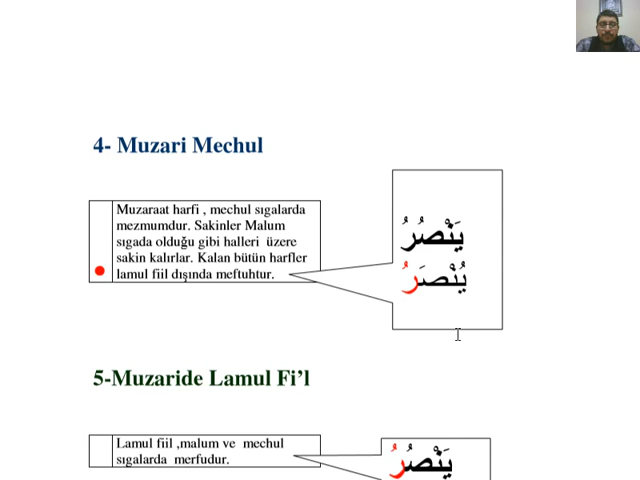 4- Muzari Mechul
Muzaraat harfi , mechul sıgalarda
mezmumdur. Sakinler Malum
sıgada olduğu gibi halleri üzere
sakin kalırlar. Kalan bütün harfler
lamul fiil dışında meftuhtur.
يَنْصُرُ
يُنْصَرُ
5-Muzaride Lamul Fi’l
Lamul fiil ,malum ve mechul
sıgalarda merfudur.
يَنْصُرُ